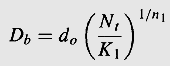 D_b = d_o (N_t / K_1)^{1/n_1}